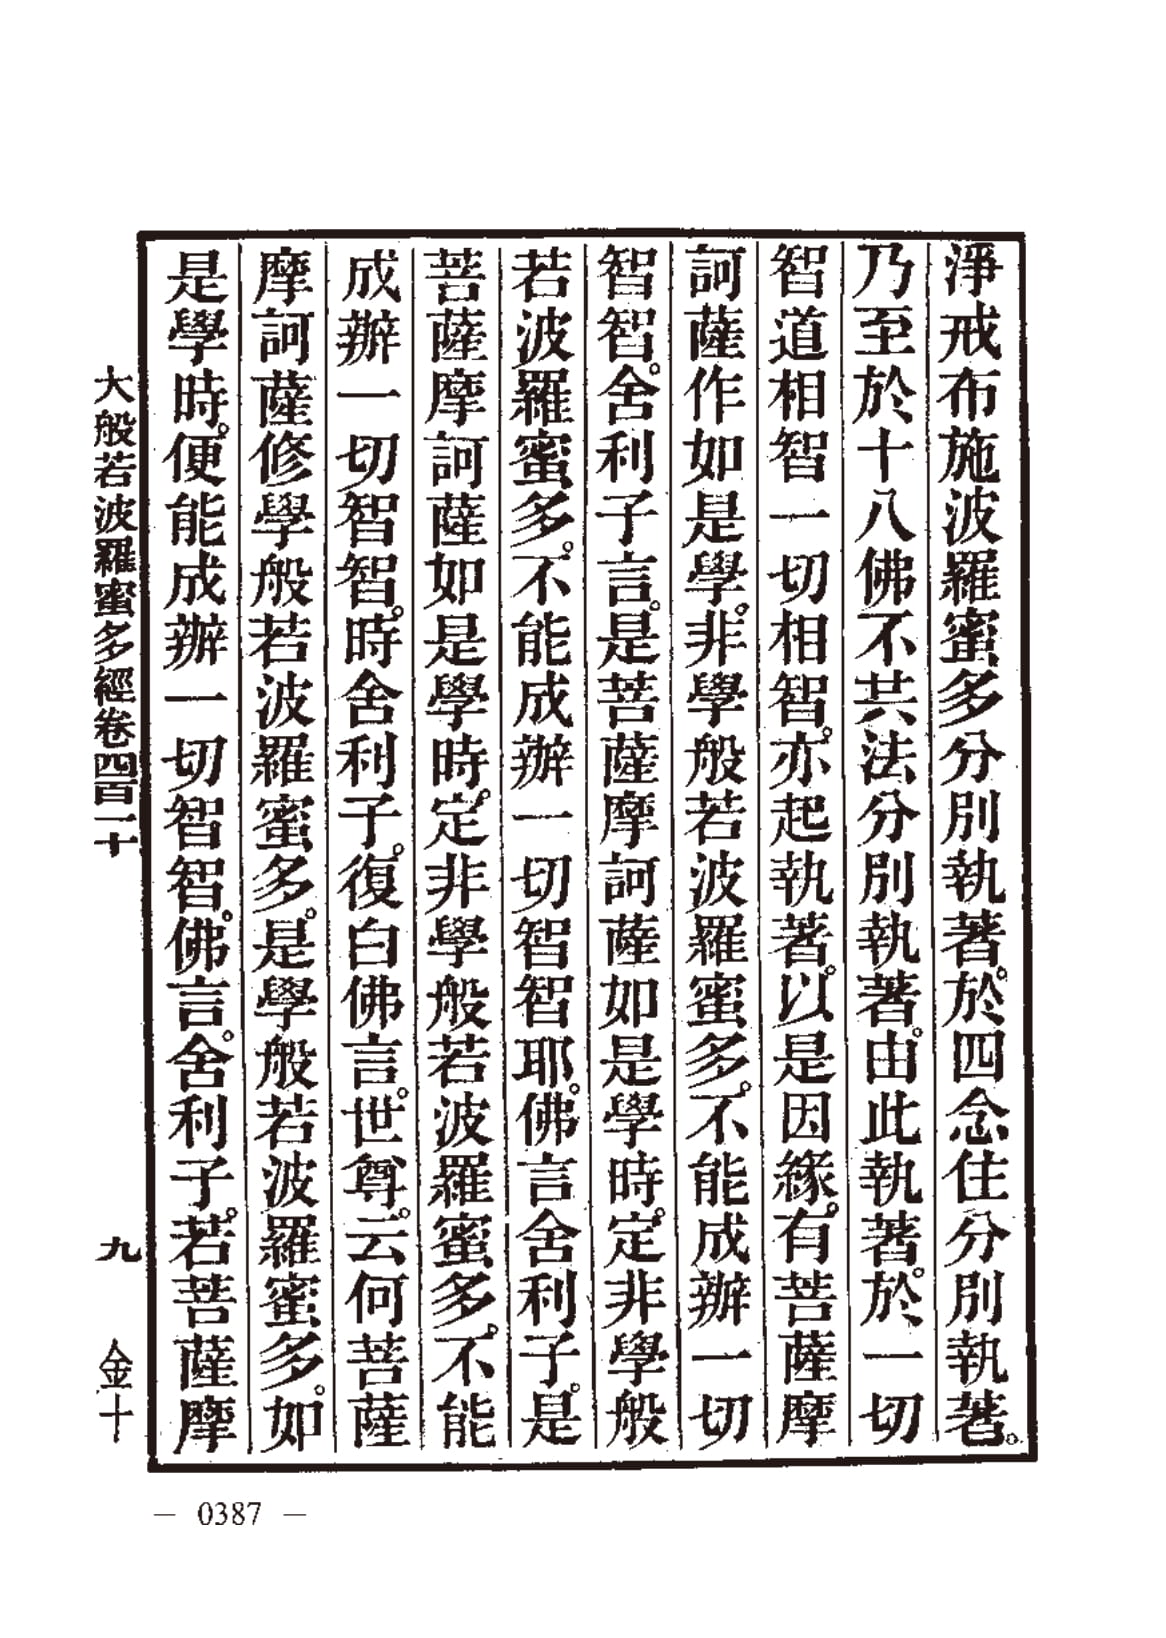 淨戒布施波羅蜜多分別執著。於四念住分別執著。
乃至於十八佛不共法分別執著。由此執著。於一切
智道相智一切相智。亦起執著。以是因緣。有菩薩摩
訶薩作如是學。非學般若波羅蜜多。不能成辦一切
智智。舍利子言。是菩薩摩訶薩如是學時。定非學般
若波羅蜜多。不能成辦一切智智耶。佛言舍利子。是
菩薩摩訶薩如是學時。定非學般若波羅蜜多。不能
成辦一切智智。時舍利子。復白佛言。世尊。云何菩薩
摩訶薩修學般若波羅蜜多。是學般若波羅蜜多。如
是學時。便能成辦一切智智。佛言。舍利子。若菩薩摩
大般若波羅蜜多經卷四百一十 九 金十
— 0387 —